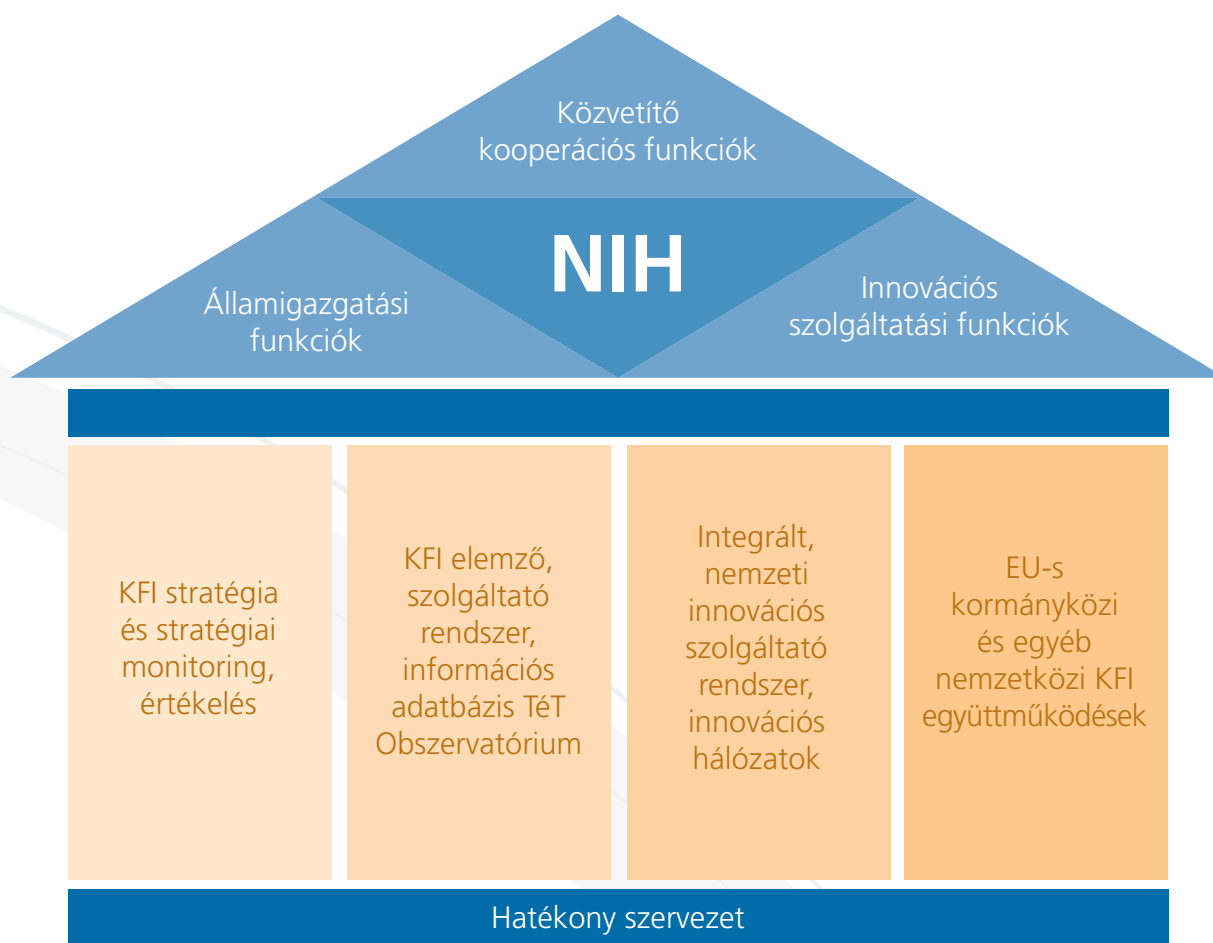 Közvetítő
kooperációs funkciók
NIH
Államigazgatási
funkciók
Innovációs
szolgáltatási funkciók
KFI stratégia
és stratégiai
monitoring,
értékelés
KFI elemző,
szolgáltató
rendszer,
információs
adatbázis TéT
Obszervatórium
Integrált,
nemzeti
innovációs
szolgáltató
rendszer,
innovációs
hálózatok
EU-s
kormányközi
és egyéb
nemzetközi KFI
együttműködések
Hatékony szervezet